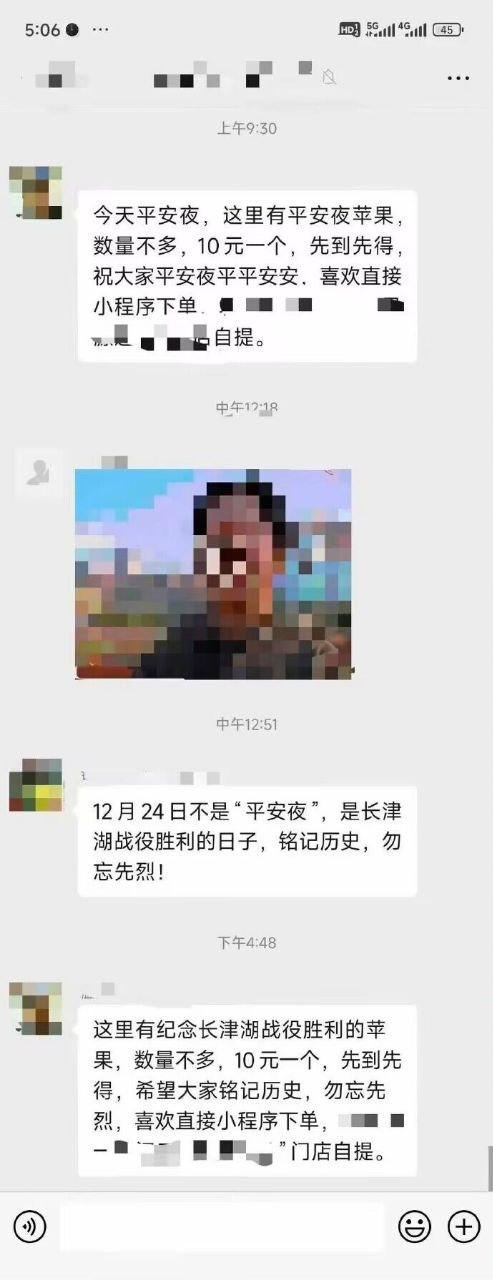 5:06
HD 5G 4G 45
上午9:30
今天平安夜，这里有平安夜苹果，
数量不多，10元一个，先到先得，
祝大家平安夜平平安安．喜欢直接
小程序下单
自提。
中午12:18
中午12:51
12月24日不是“平安夜”，是长津
湖战役胜利的日子，铭记历史，勿
忘先烈！
下午4:48
这里有纪念长津湖战役胜利的苹
果，数量不多，10元一个，先到先
得，希望大家铭记历史，勿忘先
烈，喜欢直接小程序下单，
”门店自提。